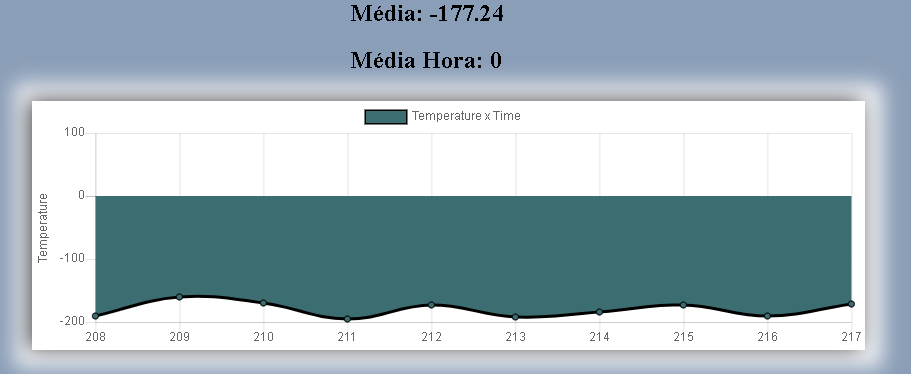 Média: -177.24
Média Hora: 0
Temperature x Time
100
0
-100
-200
Temperature
208 209 210 211 212 213 214 215 216 217